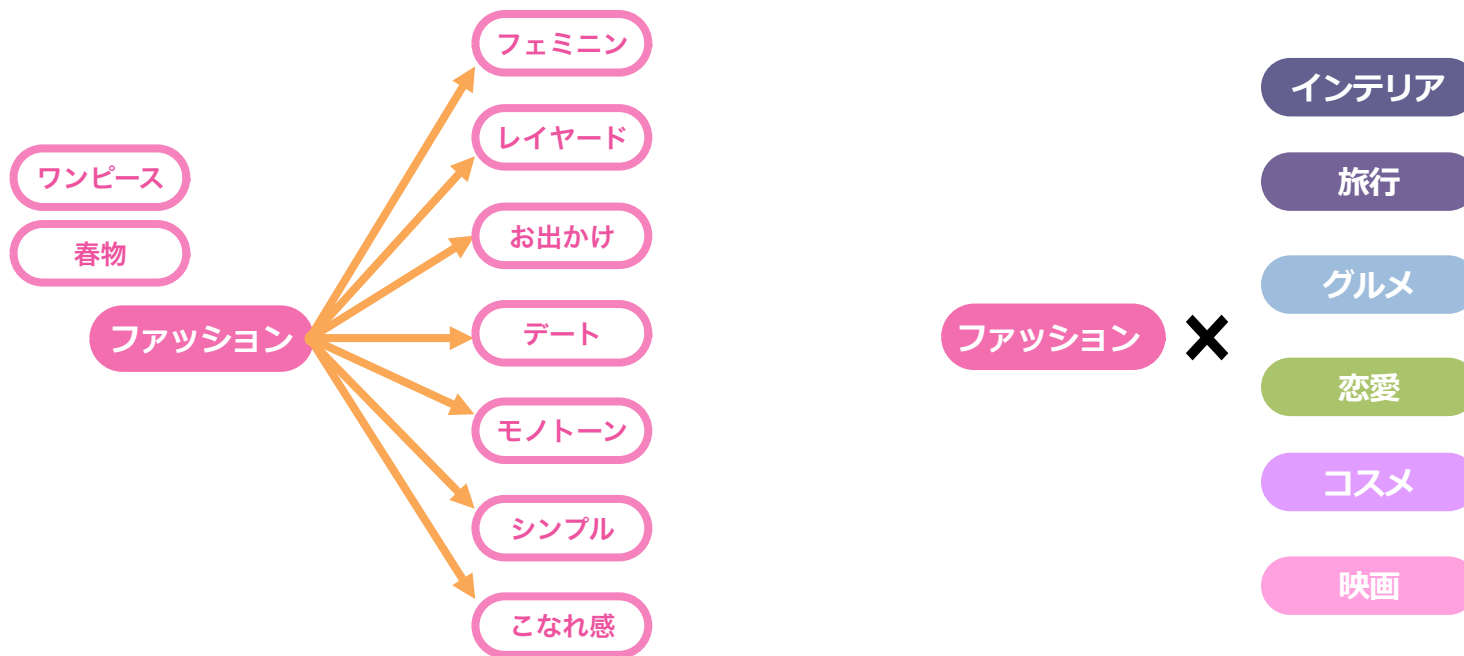 ワンピース
春物
ファッション
フェミニン
レイヤード
お出かけ
デート
モノトーン
シンプル
こなれ感
ファッション
×
インテリア
旅行
グルメ
恋愛
コスメ
映画